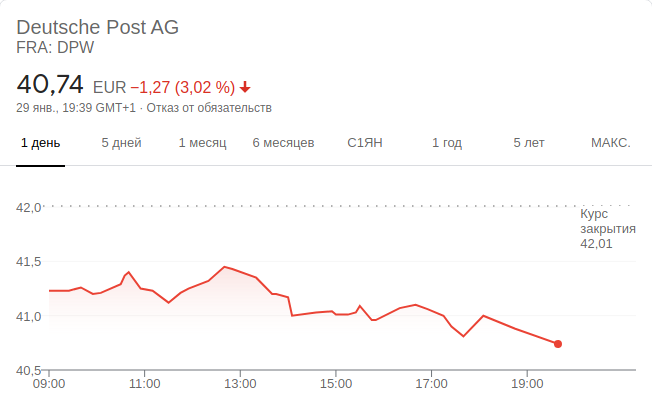 Deutsche Post AG
FRA: DPW
40,74 EUR −1,27 (3,02 %)
29 янв., 19:39 GMT+1 · Отказ от обязательств
1 день 5 дней 1 месяц 6 месяцев С1ЯН 1 год 5 лет МАКС.
42,0
Курс
закрытия
42,01
41,5
41,0
40,5
09:00 11:00 13:00 15:00 17:00 19:00